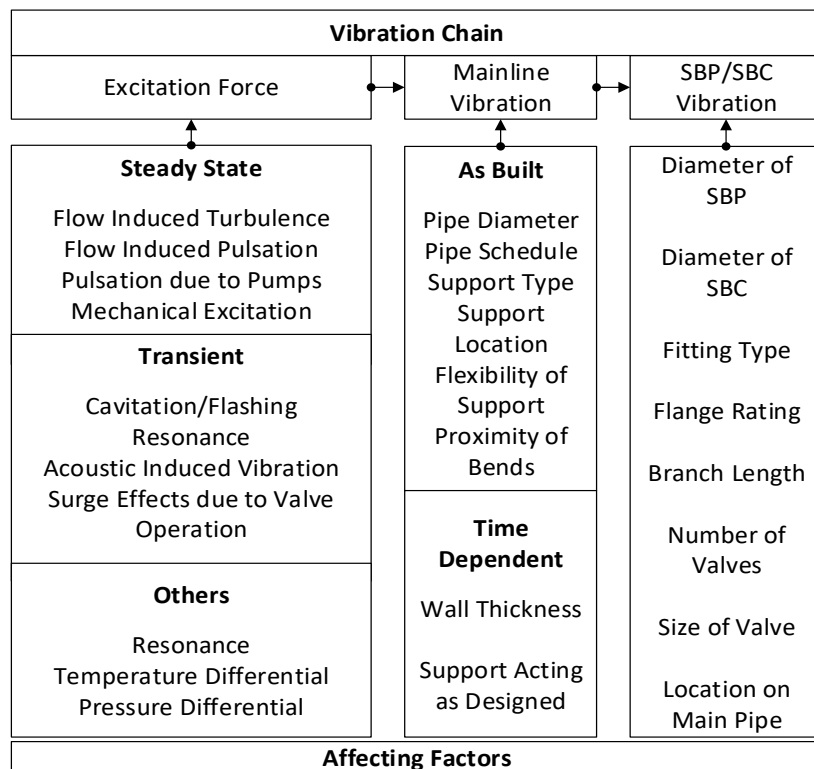 Vibration Chain
Excitation Force
Mainline
Vibration
SBP/SBC
Vibration
Steady State
Flow Induced Turbulence
Flow Induced Pulsation
Pulsation due to Pumps
Mechanical Excitation
Transient
Cavitation/Flashing
Resonance
Acoustic Induced Vibration
Surge Effects due to Valve
Operation
Others
Resonance
Temperature Differential
Pressure Differential
As Built
Pipe Diameter
Pipe Schedule
Support Type
Support
Location
Flexibility of
Support
Proximity of
Bends
Time
Dependent
Wall Thickness
Support Acting
as Designed
Diameter of
SBP
Diameter of
SBC
Fitting Type
Flange Rating
Branch Length
Number of
Valves
Size of Valve
Location on
Main Pipe
Affecting Factors